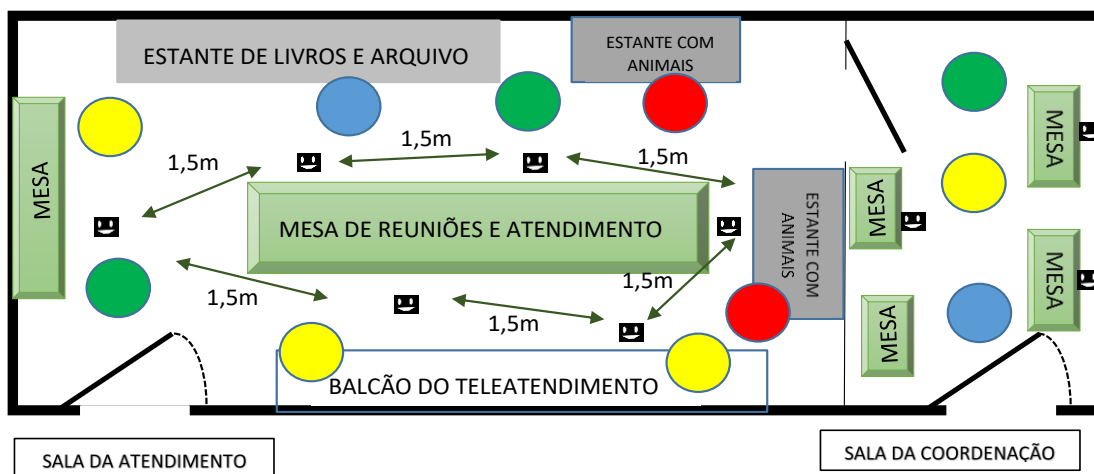 ESTANTE DE LIVROS E ARQUIVO
ESTANTE COM
ANIMAIS
1,5m
1,5m
1,5m
MESA
MESA DE REUNIÕES E ATENDIMENTO
ESTANTE COM
ANIMAIS
MESA
MESA
1,5m
1,5m
1,5m
MESA
MESA
BALCÃO DO TELEATENDIMENTO
SALA DA ATENDIMENTO
SALA DA COORDENAÇÃO